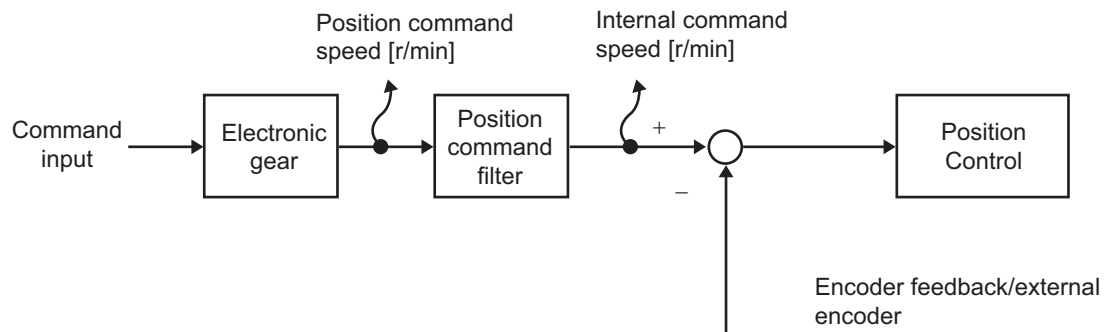 Position command
speed [r/min]
Internal command
speed [r/min]
Command
input
Electronic
gear
Position
command
filter
+
−
Position
Control
Encoder feedback/external
encoder